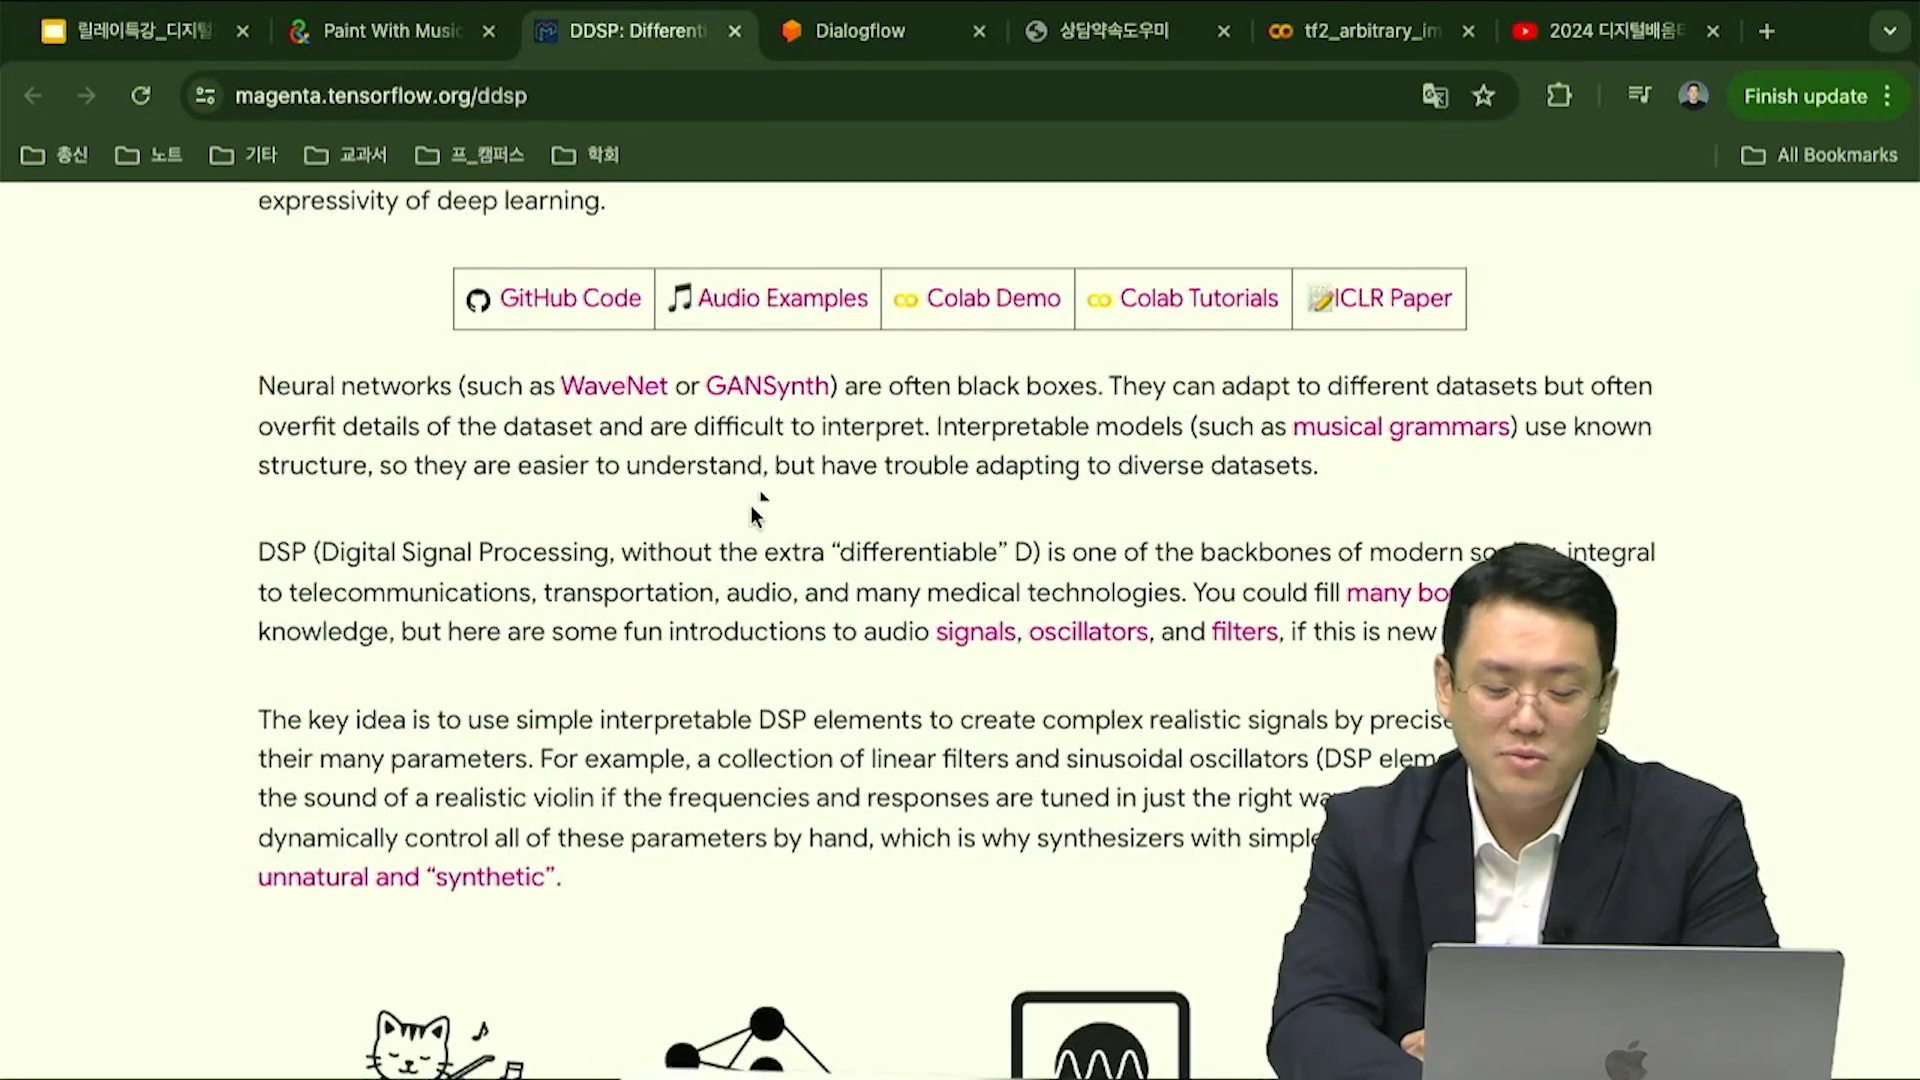 릴레이특강_디지털
Paint With Music
DDSP: Differenti
Dialogflow
상담약속도우미
tf2_arbitrary_im
2024 디지털배움터
magenta.tensorflow.org/ddsp
Finish update
총신
노트
기타
교과서
프_캠퍼스
학회
All Bookmarks
expressivity of deep learning.
GitHub Code
Audio Examples
Colab Demo
Colab Tutorials
ICLR Paper
Neural networks (such as WaveNet or GANSynth) are often black boxes. They can adapt to different datasets but often
overfit details of the dataset and are difficult to interpret. Interpretable models (such as musical grammars) use known
structure, so they are easier to understand, but have trouble adapting to diverse datasets.
DSP (Digital Signal Processing, without the extra “differentiable” D) is one of the backbones of modern integral
to telecommunications, transportation, audio, and many medical technologies. You could fill many
knowledge, but here are some fun introductions to audio signals, oscillators, and filters, if this is new
The key idea is to use simple interpretable DSP elements to create complex realistic signals by precise
their many parameters. For example, a collection of linear filters and sinusoidal oscillators (DSP elem
the sound of a realistic violin if the frequencies and responses are tuned in just the right
dynamically control all of these parameters by hand, which is why synthesizers with simple
unnatural and “synthetic”.